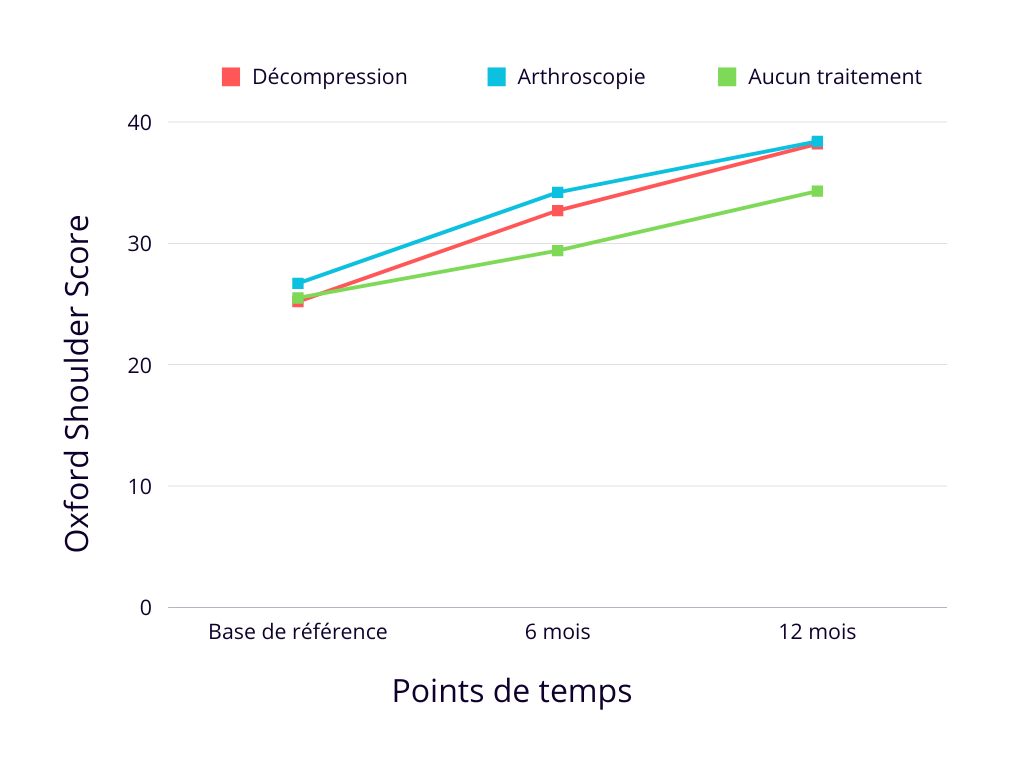 Décompression
Arthroscopie
Aucun traitement
40
30
20
10
0
Oxford Shoulder Score
Base de référence
6 mois
12 mois
Points de temps